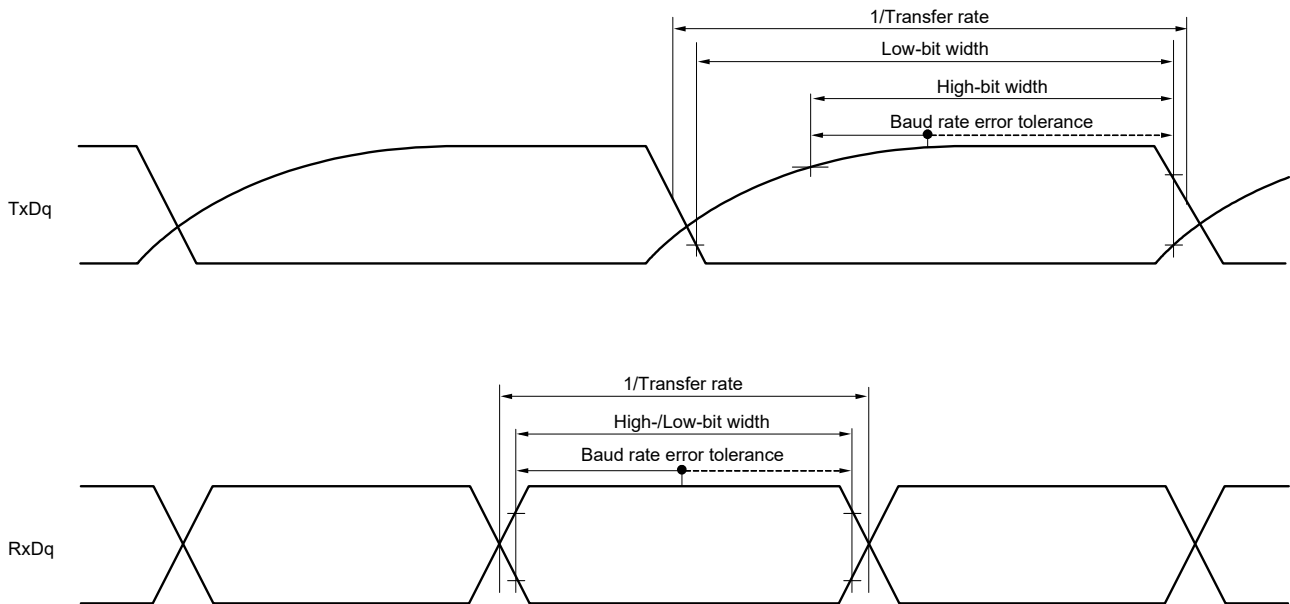 1/Transfer rate
Low-bit width
High-bit width
Baud rate error tolerance
TxDq
1/Transfer rate
High-/Low-bit width
Baud rate error tolerance
RxDq